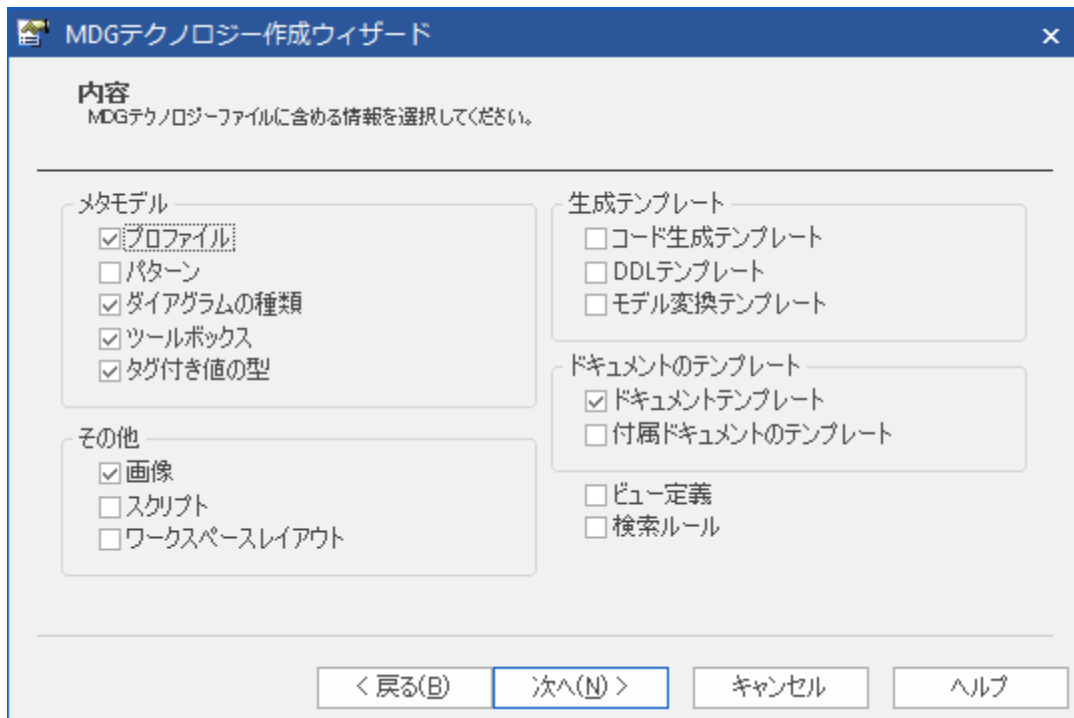 MDGテクノロジー作成ウィザード
内容
MDGテクノロジーファイルに含める情報を選択してください。
メタモデル
プロファイル
パターン
ダイアグラムの種類
ツールボックス
タグ付き値の型
その他
画像
スクリプト
ワークスペースレイアウト
生成テンプレート
コード生成テンプレート
DDLテンプレート
モデル変換テンプレート
ドキュメントのテンプレート
ドキュメントテンプレート
付属ドキュメントのテンプレート
ビュー定義
検索ルール
< 戻る(B)
次へ(N) >
キャンセル
ヘルプ